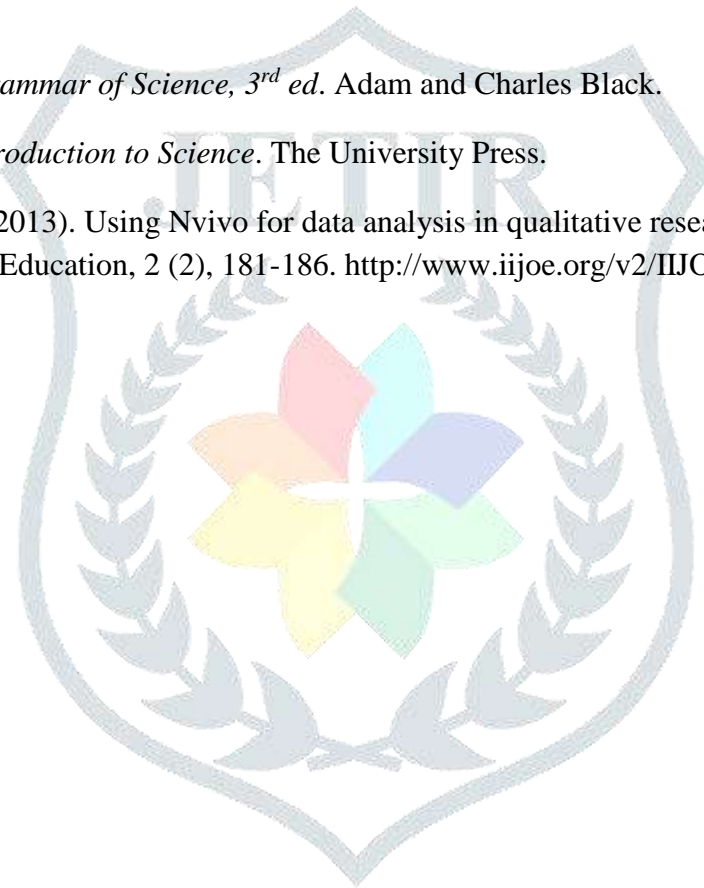 ammar of Science, 3rd ed. Adam and Charles Black.
roduction to Science. The University Press.
2013). Using Nvivo for data analysis in qualitative resea
Education, 2 (2), 181-186. http://www.iijoe.org/v2/IIJO
JETIR